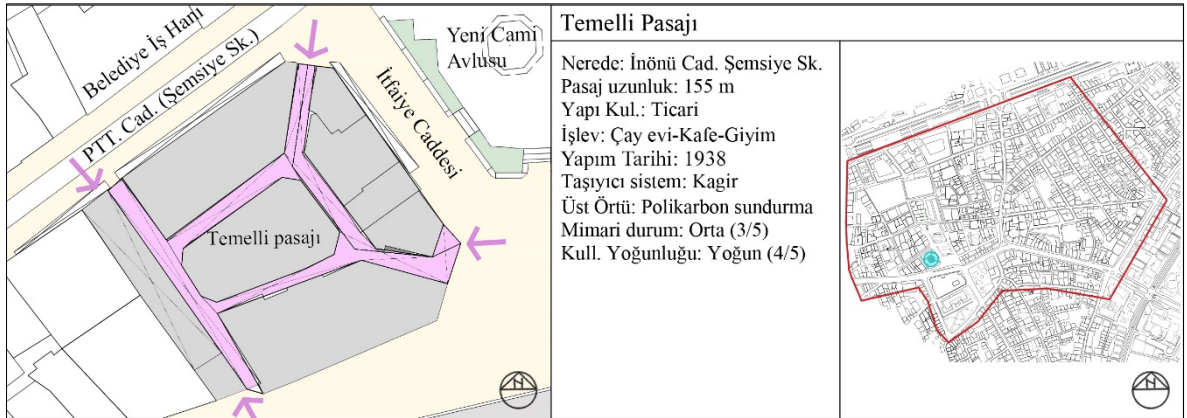 Belediye İş Hanı
PTT. Cad. (Şemsiye Sk.)
İtfaiye Caddesi
Yeni Cami
Avlusu
Temelli pasajı
N
Temelli Pasajı
Nerede: İnönü Cad. Şemsiye Sk.
Pasaj uzunluk: 155 m
Yapı Kul.: Ticari
İşlev: Çay evi-Kafe-Giyim
Yapım Tarihi: 1938
Taşıyıcı sistem: Kagir
Üst Örtü: Polikarbon sundurma
Mimari durum: Orta (3/5)
Kull. Yoğunluğu: Yoğun (4/5)
N